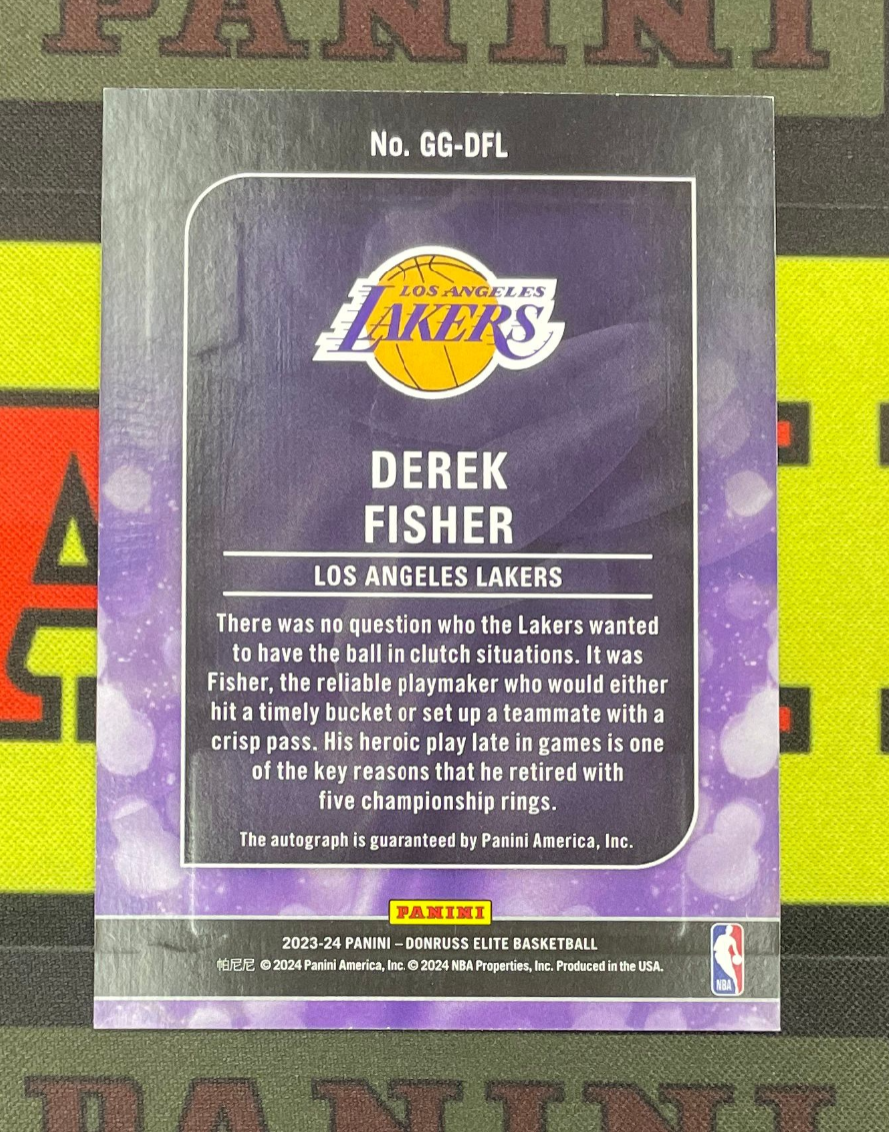 PANINI
No. GG-DFL
LOS ANGELES
LAKERS
DEREK
FISHER
LOS ANGELES LAKERS
There was no question who the Lakers wanted
to have the ball in clutch situations. It was
Fisher, the reliable playmaker who would either
hit a timely bucket or set up a teammate with a
crisp pass. His heroic play late in games is one
of the key reasons that he retired with
five championship rings.
The autograph is guaranteed by Panini America, Inc.
PANINI
2023-24 PANINI – DONRUSS ELITE BASKETBALL
帕尼尼 © 2024 Panini America, Inc. © 2024 NBA Properties, Inc. Produced in the USA.
NBA
PANINI